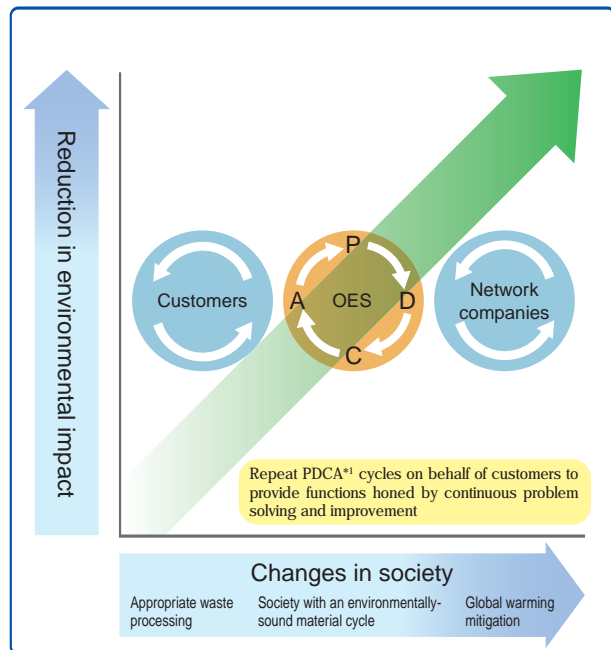 Reduction in environmental impact
Customers
P
A
OES
D
C
Network
companies
Repeat PDCA*1 cycles on behalf of customers to
provide functions honed by continuous problem
solving and improvement
Changes in society
Appropriate waste
processing
Society with an environmentally-
sound material cycle
Global warming
mitigation